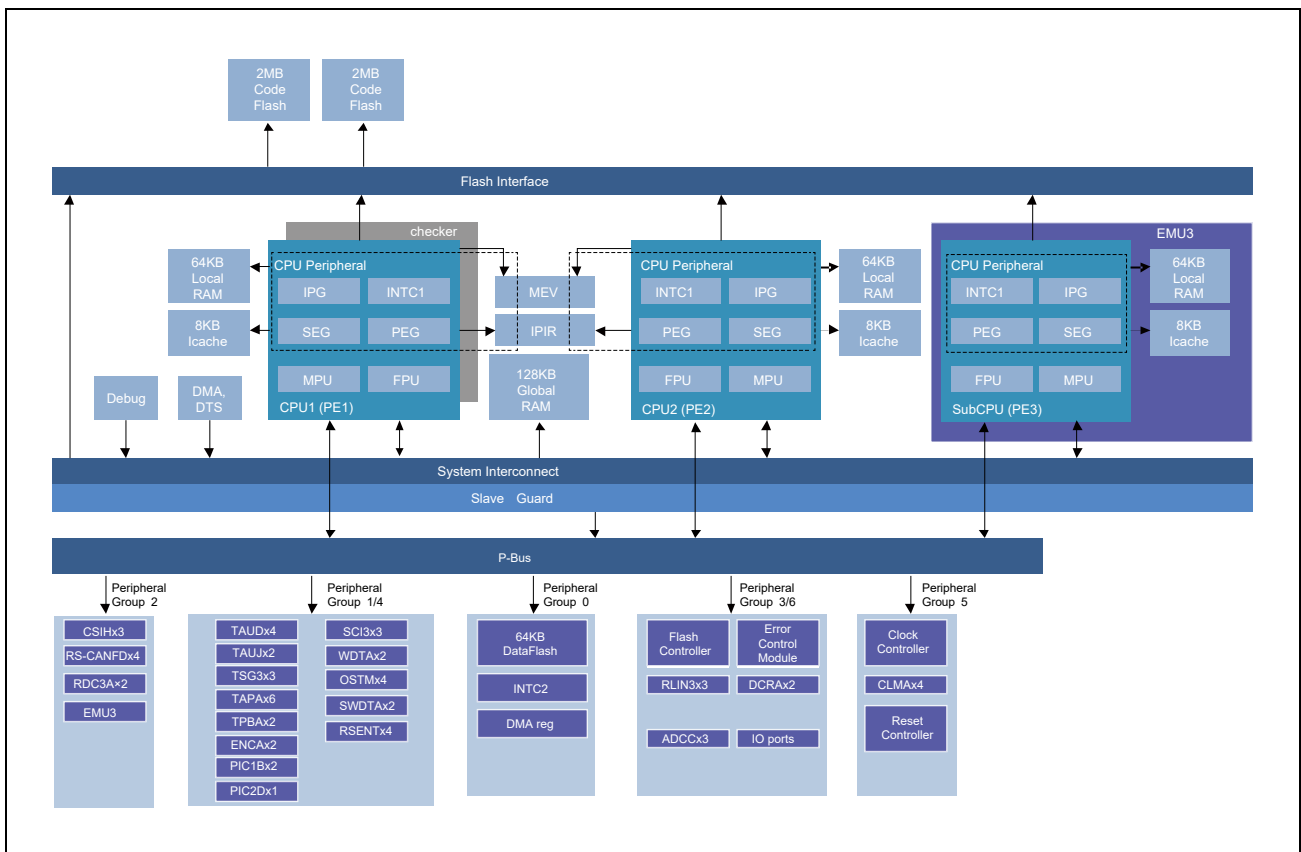 2MB
Code
Flash
2MB
Code
Flash
Flash Interface
checker
EMU3
64KB
Local
RAM
8KB
Icache
CPU Peripheral
IPG
INTC1
SEG
PEG
MPU
FPU
CPU1 (PE1)
MEV
IPIR
128KB
Global
RAM
CPU Peripheral
INTC1
IPG
PEG
SEG
FPU
MPU
CPU2 (PE2)
64KB
Local
RAM
8KB
Icache
CPU Peripheral
INTC1
IPG
PEG
SEG
FPU
MPU
SubCPU (PE3)
64KB
Local
RAM
8KB
Icache
Debug
DMA,
DTS
System Interconnect
Slave Guard
P-Bus
Peripheral
Group 2
CSIHx3
RS-CANFDx4
RDC3A×2
EMU3
Peripheral
Group 1/4
TAUDx4
TAUJx2
TSG3x3
TAPAx6
TPBAx2
ENCAx2
PIC1Bx2
PIC2Dx1
SCI3x3
WDTAx2
OSTMx4
SWDTAx2
RSENTx4
Peripheral
Group 0
64KB
DataFlash
INTC2
DMA reg
Peripheral
Group 3/6
Flash
Controller
Error
Control
Module
RLIN3x3
DCRAx2
ADCCx3
IO ports
Peripheral
Group 5
Clock
Controller
CLMAx4
Reset
Controller